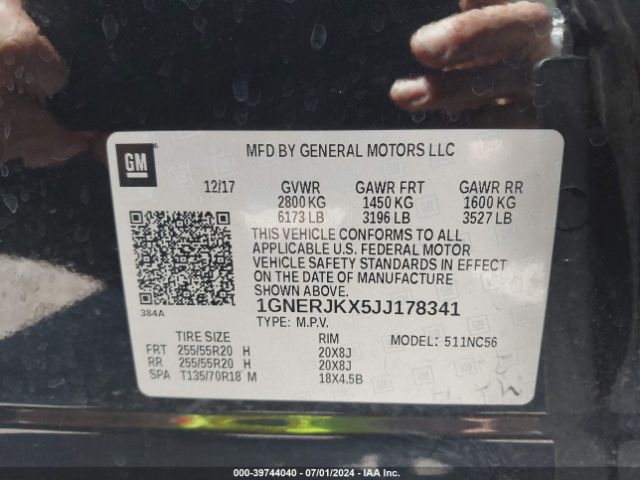 GM
MFD BY GENERAL MOTORS LLC
12/17 GVWR GAWR FRT GAWR RR
2800 KG 1450 KG 1600 KG
6173 LB 3196 LB 3527 LB
THIS VEHICLE CONFORMS TO ALL
APPLICABLE U.S. FEDERAL MOTOR
VEHICLE SAFETY STANDARDS IN EFFECT
ON THE DATE OF MANUFACTURE
SHOWN ABOVE.
384A
1GNERJKX5JJ178341
TYPE: M.P.V.
TIRE SIZE RIM MODEL: 511NC56
FRT 255/55R20 H 20X8J
RR 255/55R20 H 20X8J
SPA T135/70R18 M 18X4.5B
000-39744040 • 07/01/2024 • IAA Inc.